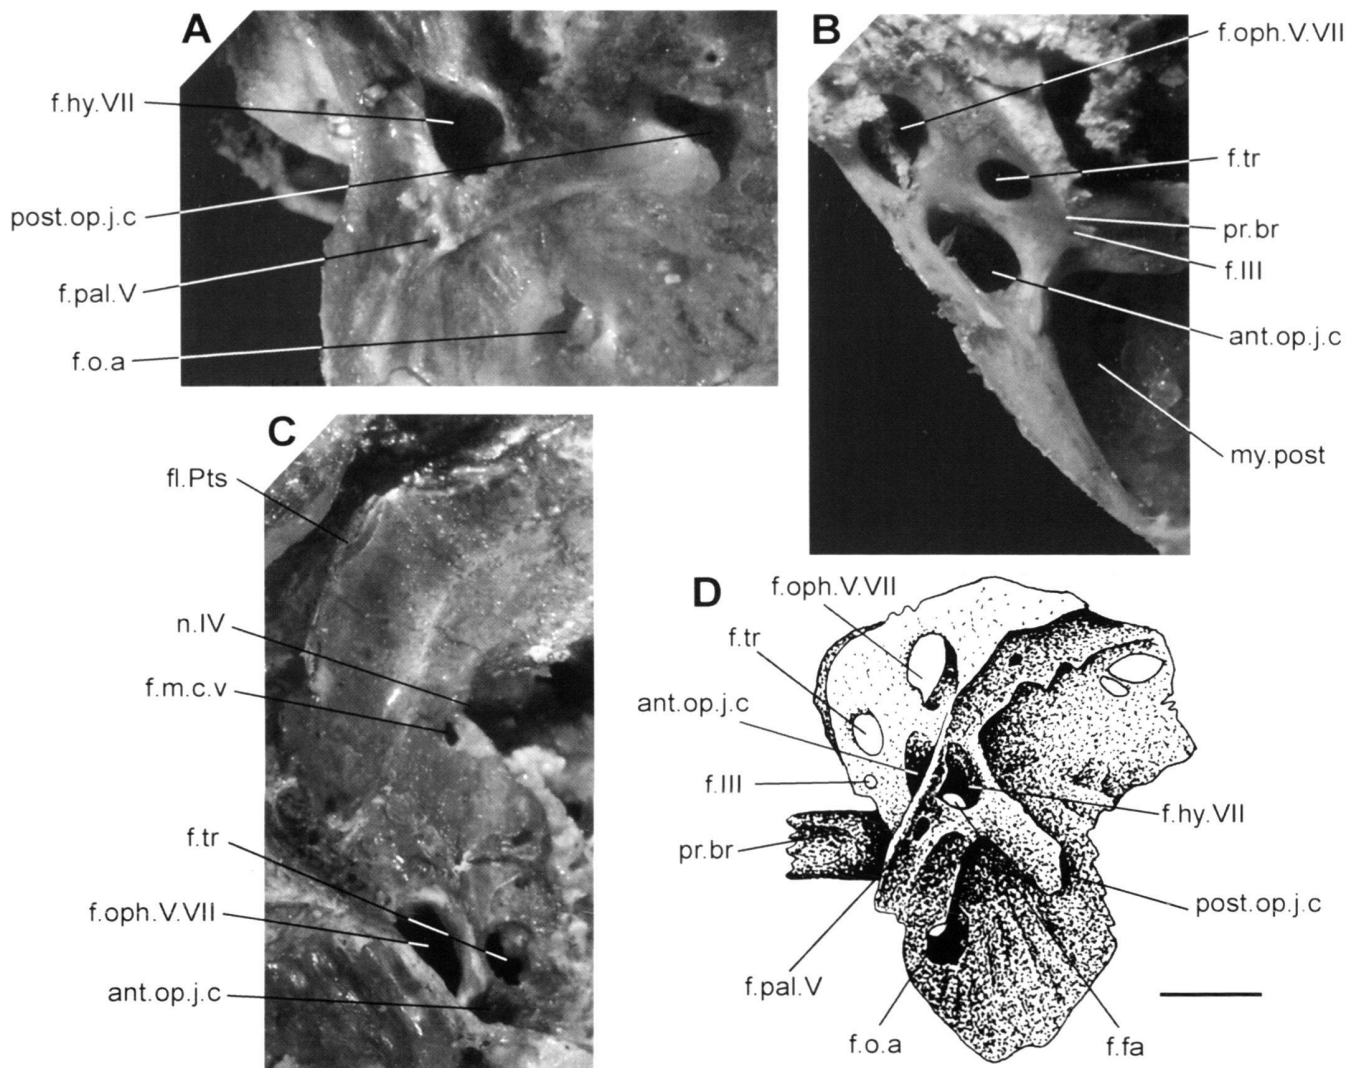 A
f.hy.VII
post.op.j.c
f.pal.V
f.o.a
B
f.oph.V.VII
f.tr
pr.br
f.III
ant.op.j.c
my.post
C
fl.Pts
n.IV
f.m.c.v
f.tr
f.oph.V.VII
ant.op.j.c
D
f.oph.V.VII
f.tr
ant.op.j.c
f.III
pr.br
f.pal.V
f.o.a
f.fa
post.op.j.c
f.hy.VII